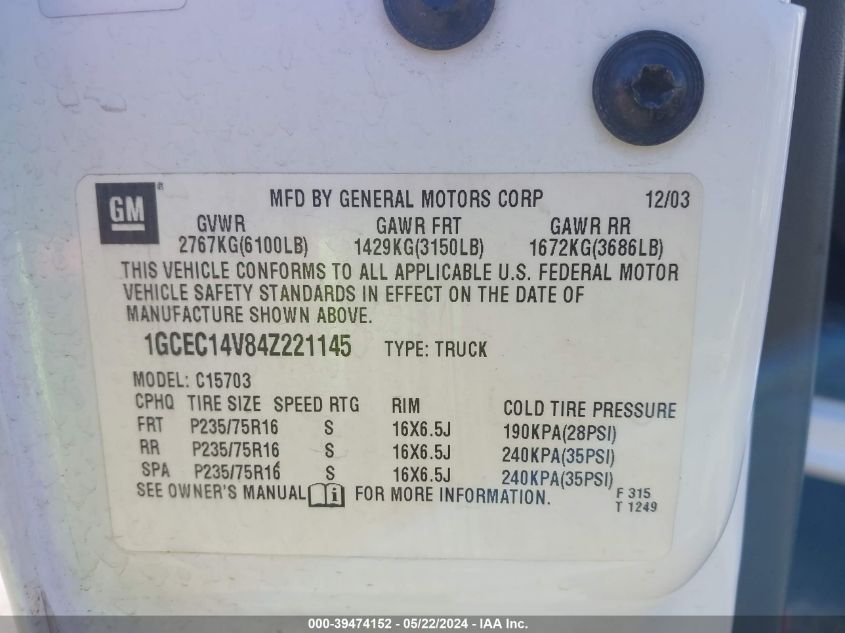 GM ®
MFD BY GENERAL MOTORS CORP 12/03
GVWR GAWR FRT GAWR RR
2767KG(6100LB) 1429KG(3150LB) 1672KG(3686LB)
THIS VEHICLE CONFORMS TO ALL APPLICABLE U.S. FEDERAL MOTOR
VEHICLE SAFETY STANDARDS IN EFFECT ON THE DATE OF
MANUFACTURE SHOWN ABOVE.
1GCEC14V84Z221145 TYPE: TRUCK
MODEL: C15703
CPHQ TIRE SIZE SPEED RTG RIM COLD TIRE PRESSURE
FRT P235/75R16 S 16X6.5J 190KPA(28PSI)
RR P235/75R16 S 16X6.5J 240KPA(35PSI)
SPA P235/75R16 S 16X6.5J 240KPA(35PSI)
SEE OWNER'S MANUAL i FOR MORE INFORMATION.
F 315
T 1249
000-39474152 — 05/22/2024 — IAA Inc.